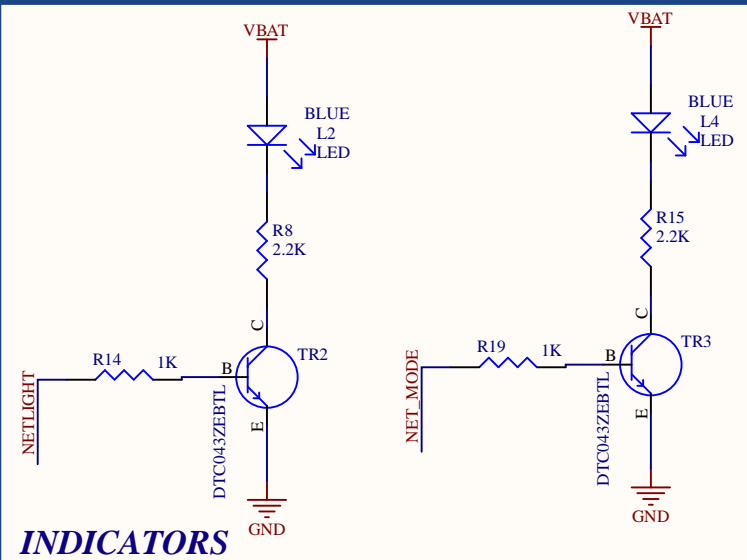 VBAT
BLUE
L2
LED
R8
2.2K
C
R14 1K
B
TR2
E
NETLIGHT
DTC043ZEBTL
GND
VBAT
BLUE
L4
LED
R15
2.2K
C
R19 1K
B
TR3
E
NET_MODE
DTC043ZEBTL
GND
INDICATORS